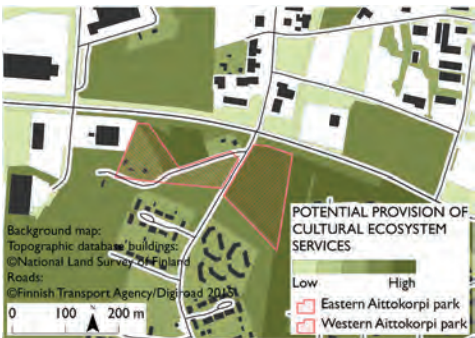 Background map:
Topographic database buildings:
©National Land Survey of Finland
Roads:
©Finnish Transport Agency/Digiroad 2015
0 100 200 m
POTENTIAL PROVISION OF
CULTURAL ECOSYSTEM
SERVICES
Low High
Eastern Aittokorpi park
Western Aittokorpi park